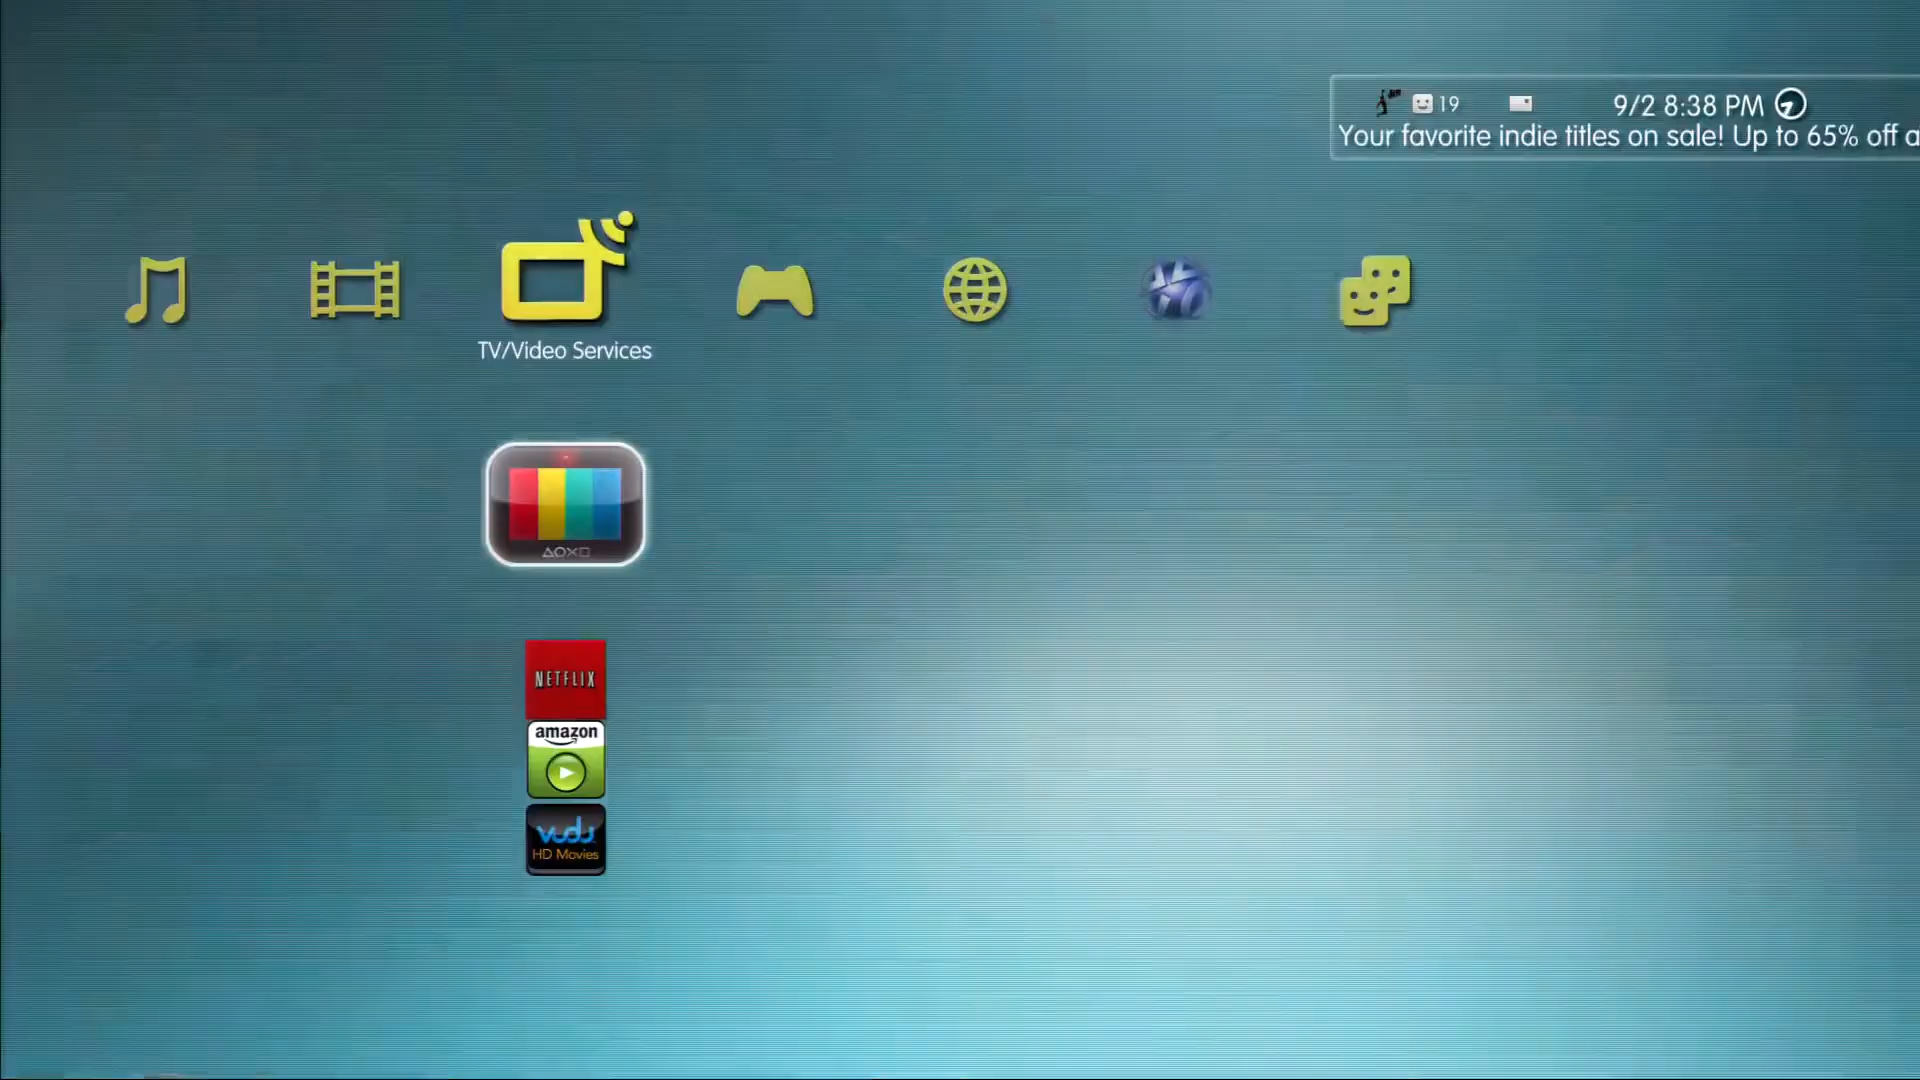 19
9/2 8:38 PM
Your favorite indie titles on sale! Up to 65% off a
TV/Video Services
NETFLIX
amazon
vudu
HD Movies